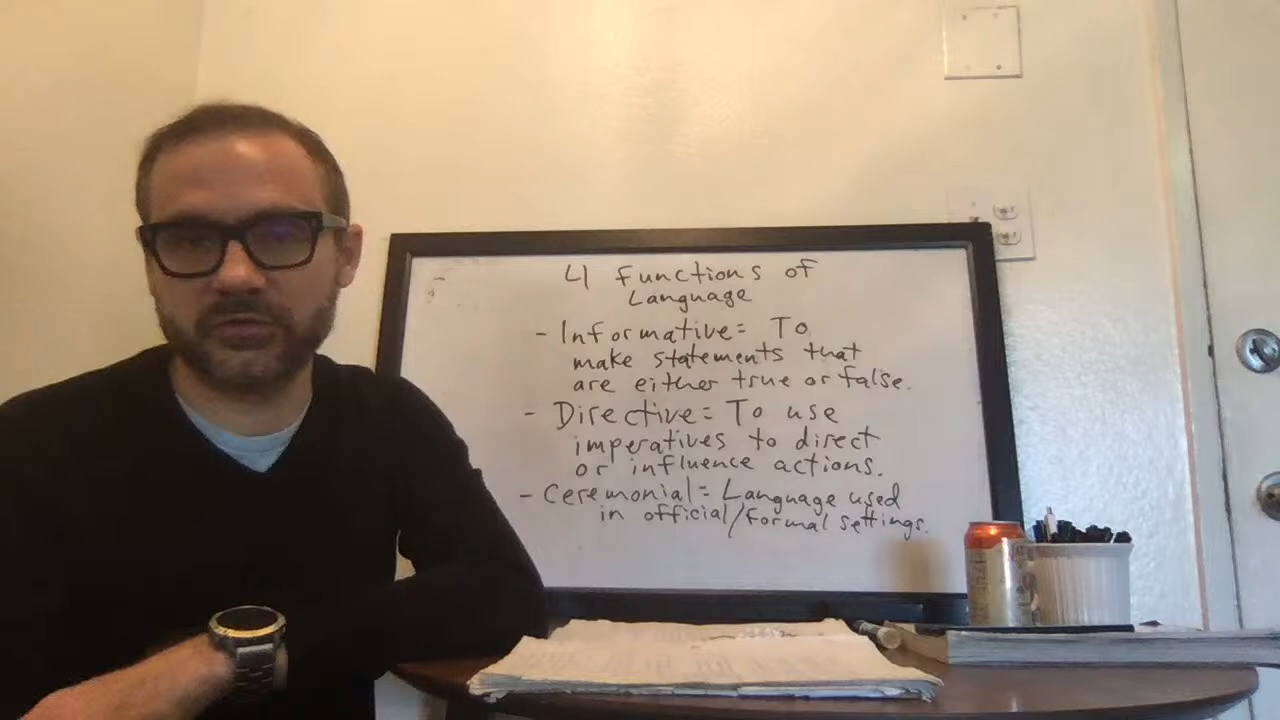 4 Functions of
Language
- Informative = To
make statements that
are either true or false.
- Directive = To use
imperatives to direct
or influence actions.
- Ceremonial = Language used
in official/formal settings.